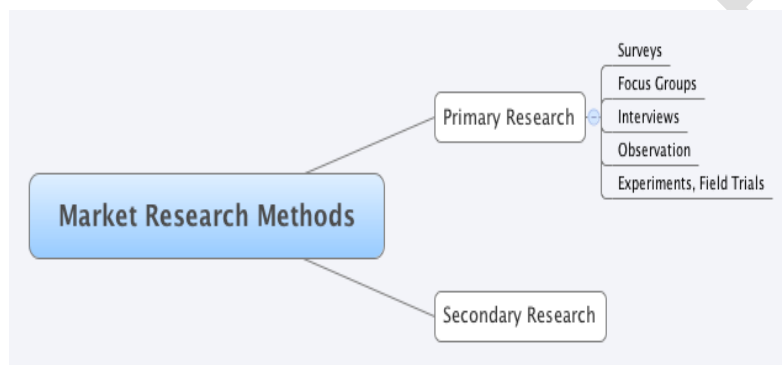 Market Research Methods
Primary Research
Surveys
Focus Groups
Interviews
Observation
Experiments, Field Trials
Secondary Research